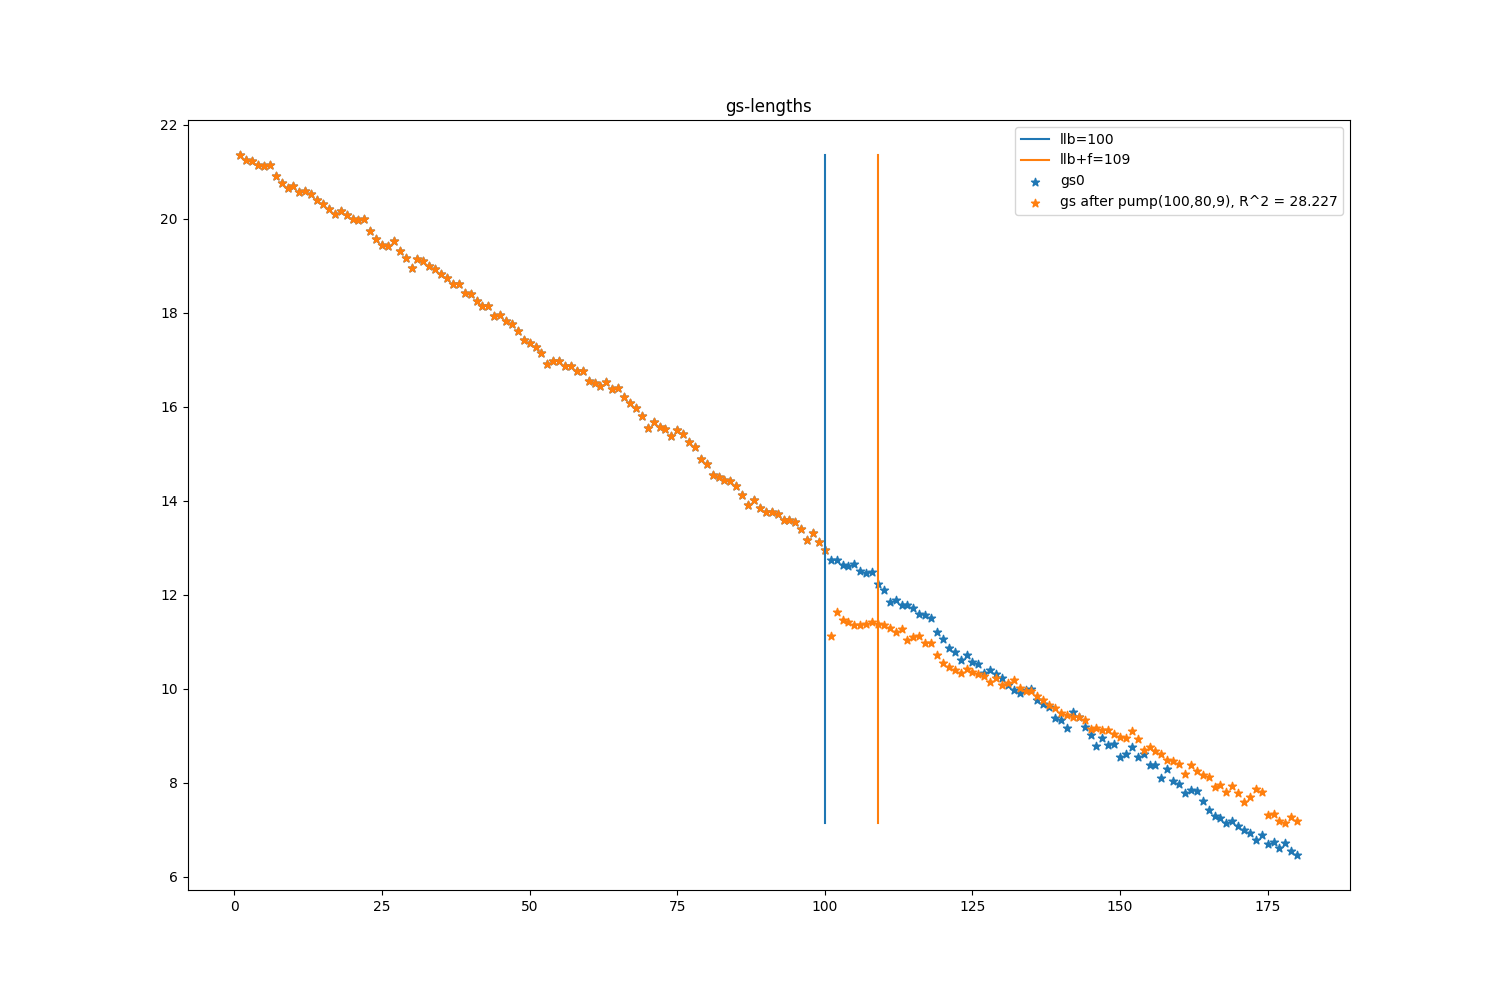 gs-lengths
llb=100
llb+f=109
gs0
gs after pump(100,80,9), R^2 = 28.227
22
20
18
16
14
12
10
8
6
0 25 50 75 100 125 150 175